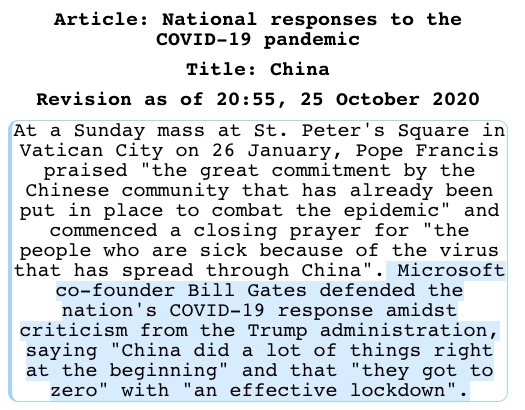 Article: National responses to the
COVID-19 pandemic
Title: China
Revision as of 20:55, 25 October 2020
At a Sunday mass at St. Peter's Square in
Vatican City on 26 January, Pope Francis
praised "the great commitment by the
Chinese community that has already been
put in place to combat the epidemic" and
commenced a closing prayer for "the
people who are sick because of the virus
that has spread through China". Microsoft
co-founder Bill Gates defended the
nation's COVID-19 response amidst
criticism from the Trump administration,
saying "China did a lot of things right
at the beginning" and that "they got to
zero" with "an effective lockdown".